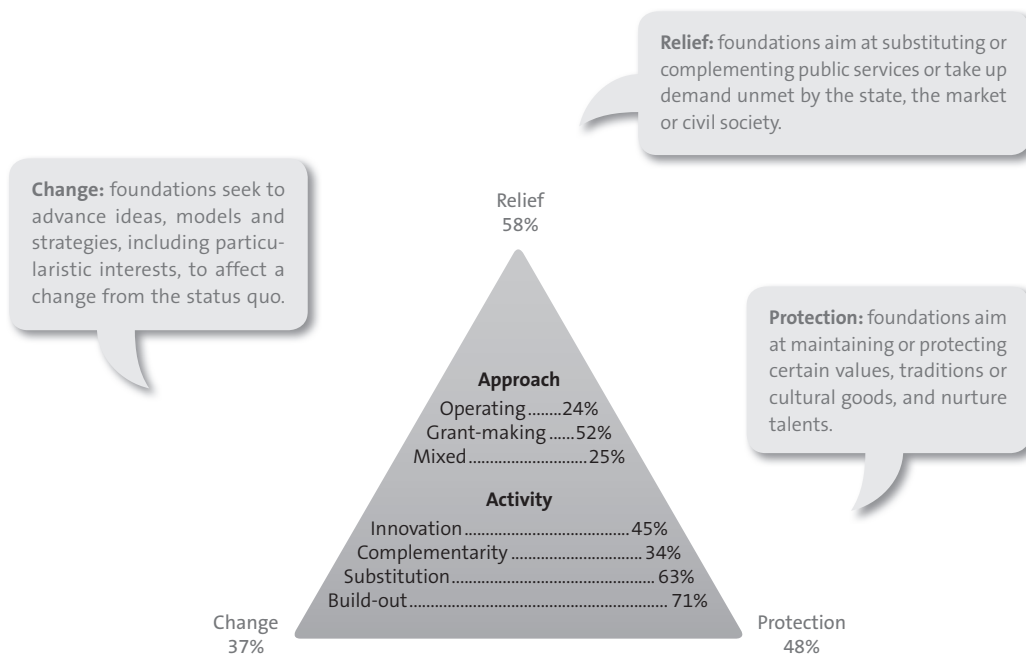 Relief: foundations aim at substituting or
complementing public services or take up
demand unmet by the state, the market
or civil society.
Change: foundations seek to
advance ideas, models and
strategies, including particu-
laristic interests, to affect a
change from the status quo.
Relief
58%
Protection: foundations aim
at maintaining or protecting
certain values, traditions or
cultural goods, and nurture
talents.
Approach
Operating........24%
Grant-making ......52%
Mixed............................25%
Activity
Innovation.......................................45%
Complementarity ...............................34%
Substitution................................................63%
Build-out............................................................. 71%
Change
37%
Protection
48%